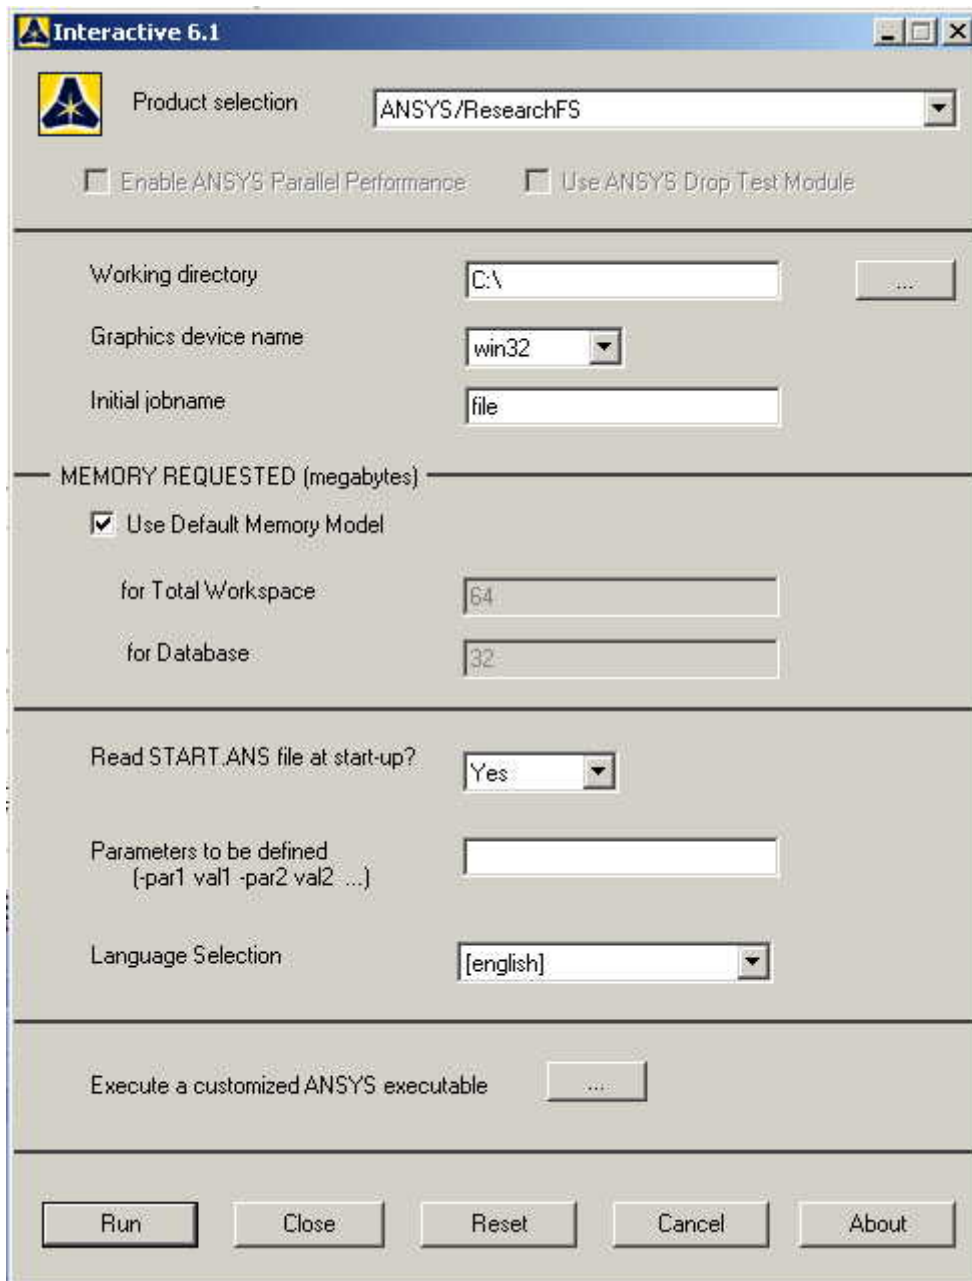 Interactive 6.1
Product selection ANSYS/ResearchFS
Enable ANSYS Parallel Performance Use ANSYS Drop Test Module
Working directory C:\ ...
Graphics device name win32
Initial jobname file
MEMORY REQUESTED (megabytes)
Use Default Memory Model
for Total Workspace 64
for Database 32
Read START.ANS file at start-up? Yes
Parameters to be defined
(-par1 val1 -par2 val2 ...)
Language Selection [english]
Execute a customized ANSYS executable ...
Run Close Reset Cancel About